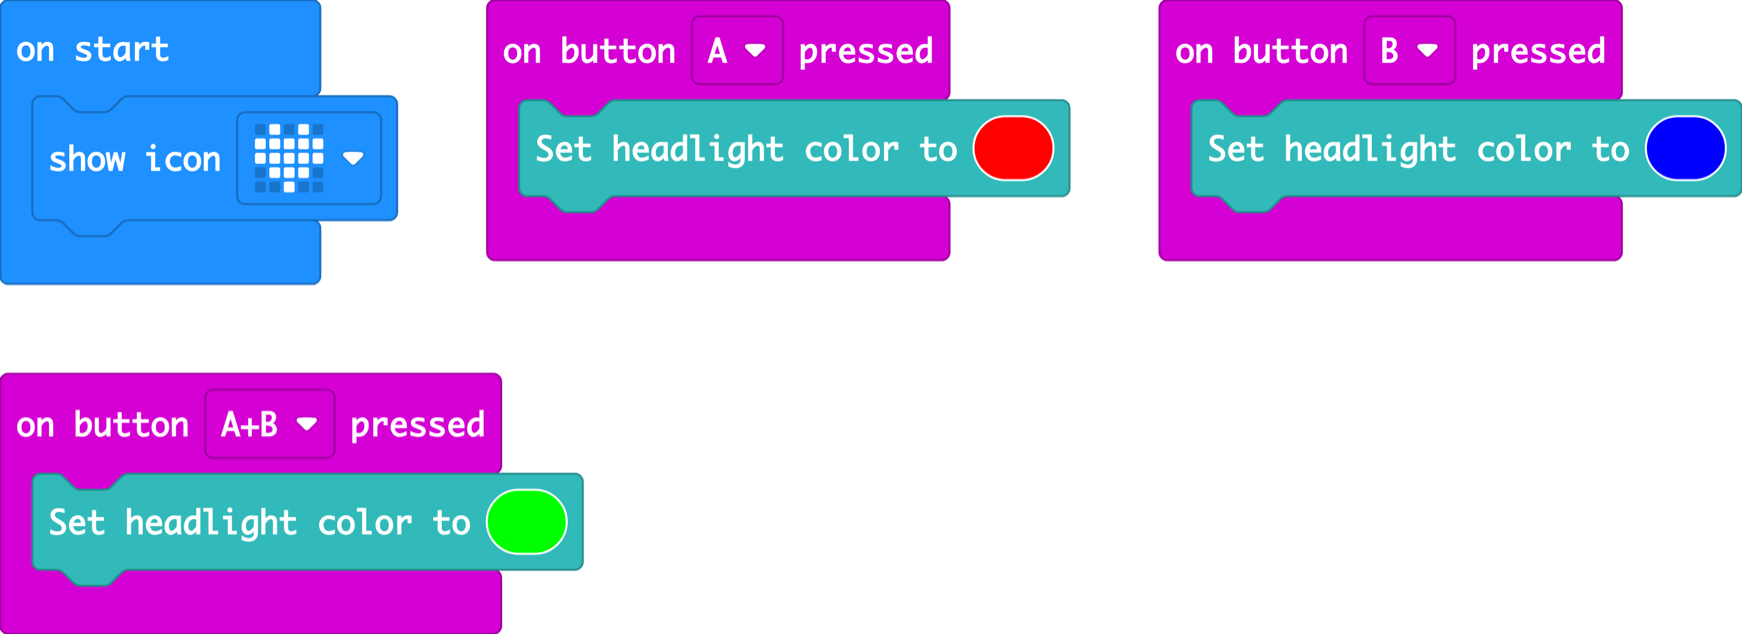 on start
show icon
on button A pressed
Set headlight color to
on button B pressed
Set headlight color to
on button A+B pressed
Set headlight color to